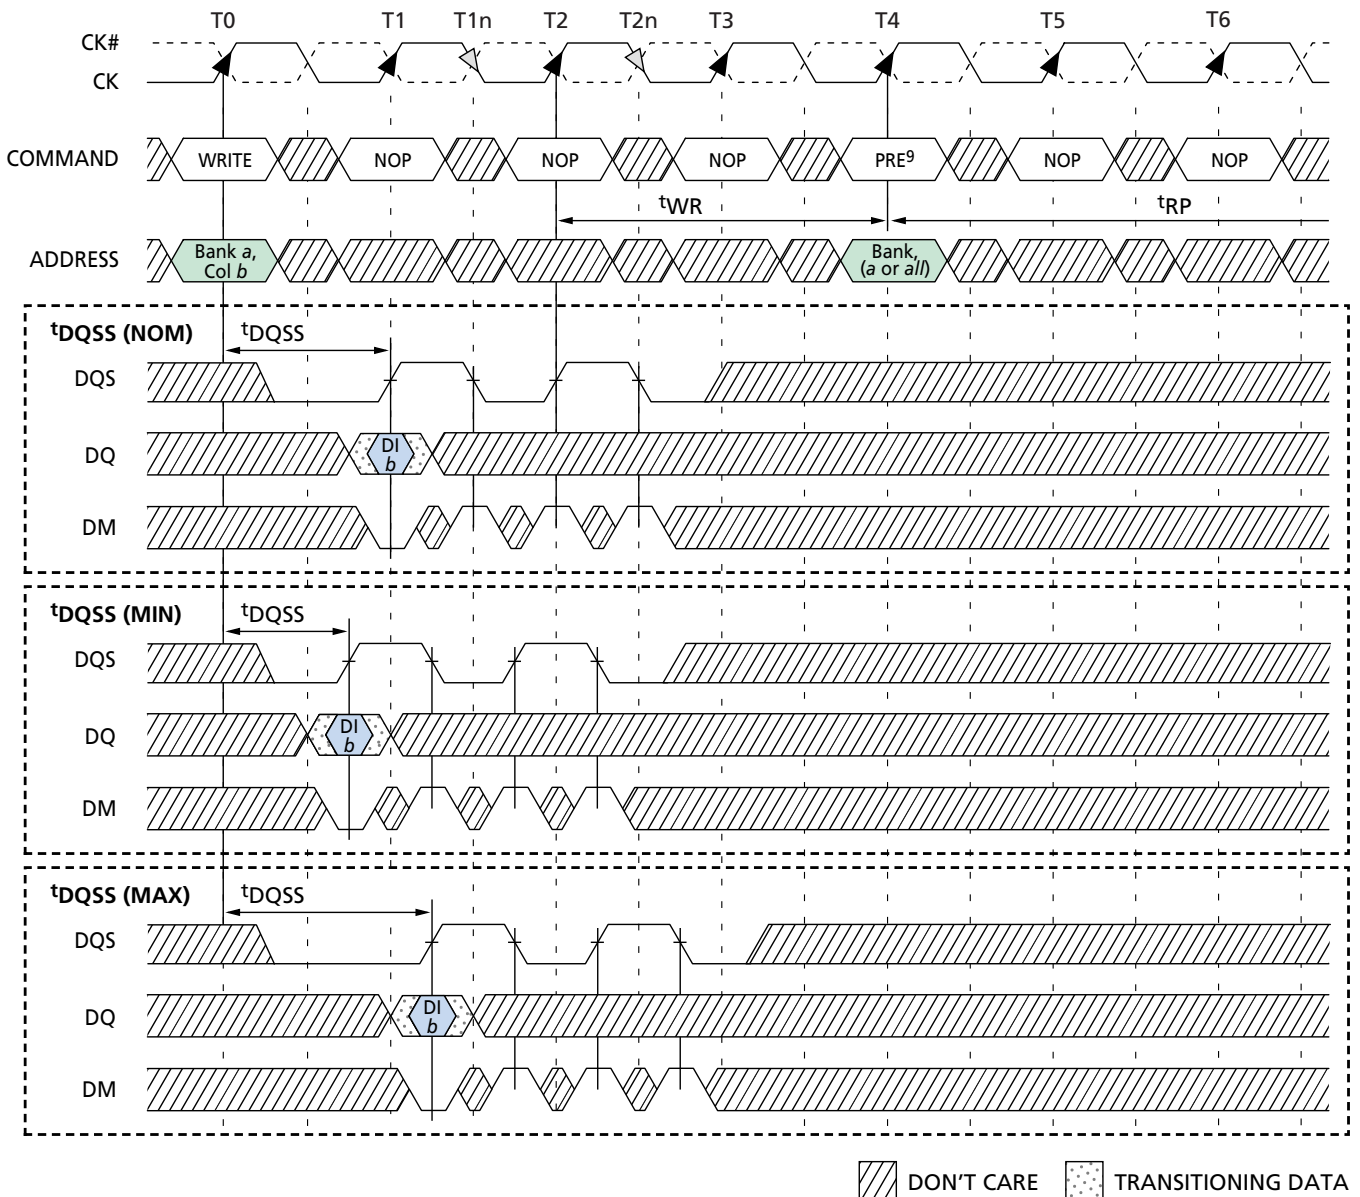 T0 T1 T1n T2 T2n T3 T4 T5 T6
CK#
CK
COMMAND WRITE NOP NOP NOP PRE9 NOP NOP
tWR tRP
ADDRESS Bank a, Col b Bank, (a or all)
tDQSS (NOM) tDQSS
DQS
DQ DI b
DM
tDQSS (MIN) tDQSS
DQS
DQ DI b
DM
tDQSS (MAX) tDQSS
DQS
DQ DI b
DM
DON'T CARE TRANSITIONING DATA